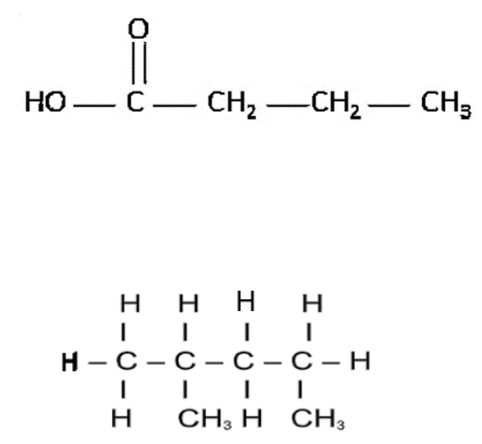 O
HO — C — CH₂ — CH₂ — CH₃
H H H H
H – C – C – C – C – H
H CH₃ H CH₃